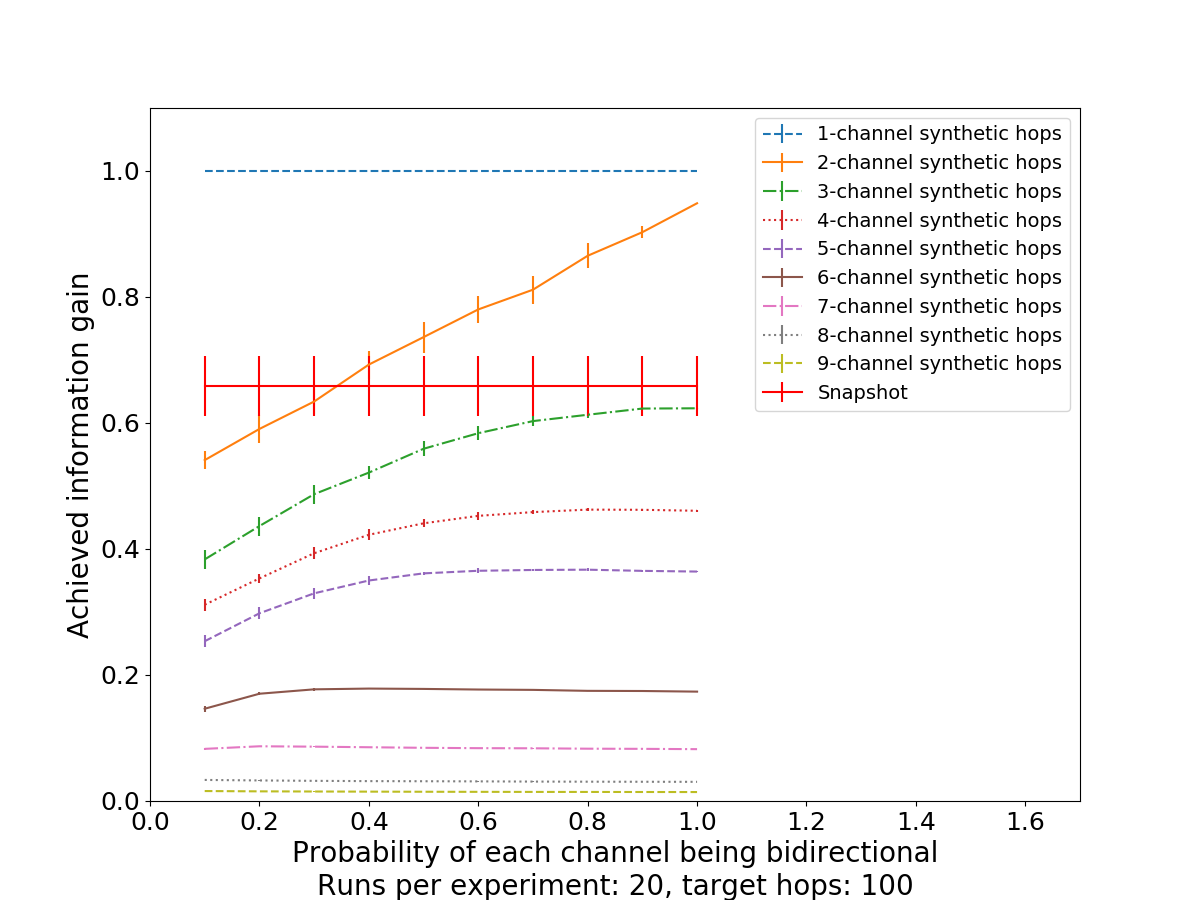 1-channel synthetic hops
2-channel synthetic hops
3-channel synthetic hops
4-channel synthetic hops
5-channel synthetic hops
6-channel synthetic hops
7-channel synthetic hops
8-channel synthetic hops
9-channel synthetic hops
Snapshot
Achieved information gain
1.0
0.8
0.6
0.4
0.2
0.0
0.0 0.2 0.4 0.6 0.8 1.0 1.2 1.4 1.6
Probability of each channel being bidirectional
Runs per experiment: 20, target hops: 100